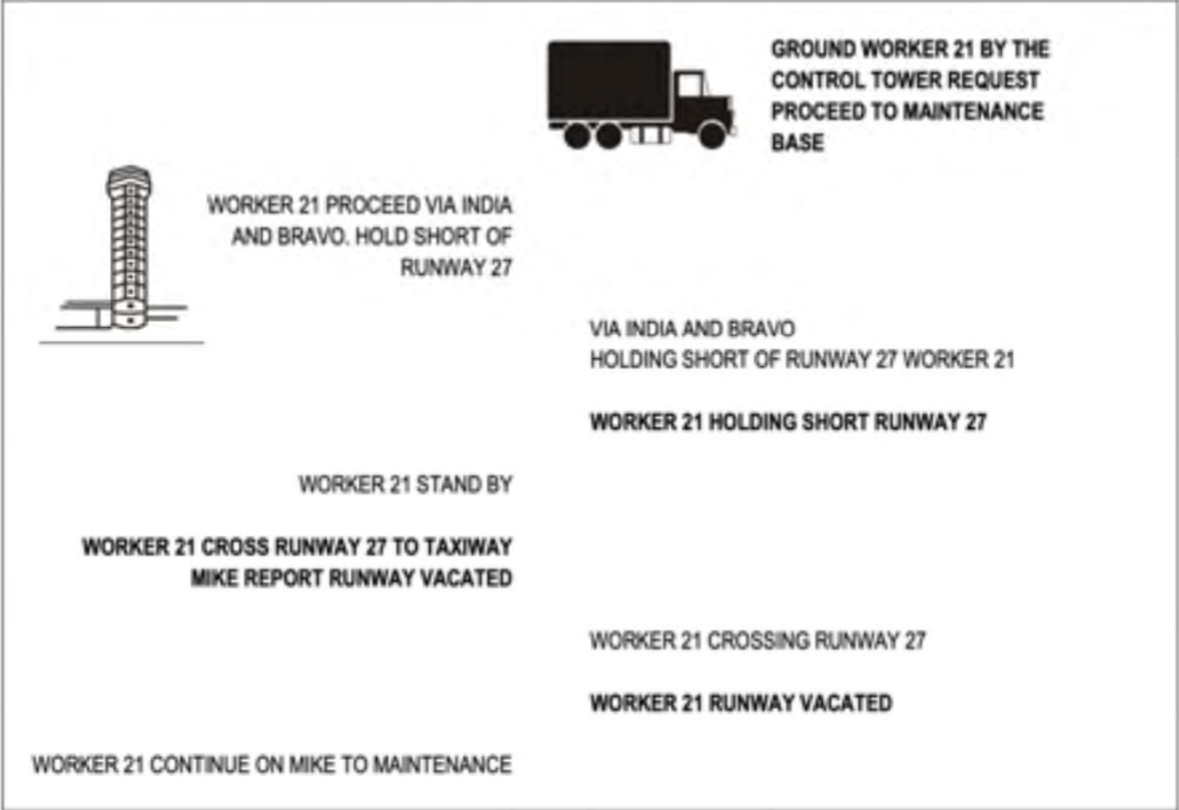 GROUND WORKER 21 BY THE
CONTROL TOWER REQUEST
PROCEED TO MAINTENANCE
BASE
WORKER 21 PROCEED VIA INDIA
AND BRAVO. HOLD SHORT OF
RUNWAY 27
VIA INDIA AND BRAVO
HOLDING SHORT OF RUNWAY 27 WORKER 21
WORKER 21 HOLDING SHORT RUNWAY 27
WORKER 21 STAND BY
WORKER 21 CROSS RUNWAY 27 TO TAXIWAY
MIKE REPORT RUNWAY VACATED
WORKER 21 CROSSING RUNWAY 27
WORKER 21 RUNWAY VACATED
WORKER 21 CONTINUE ON MIKE TO MAINTENANCE